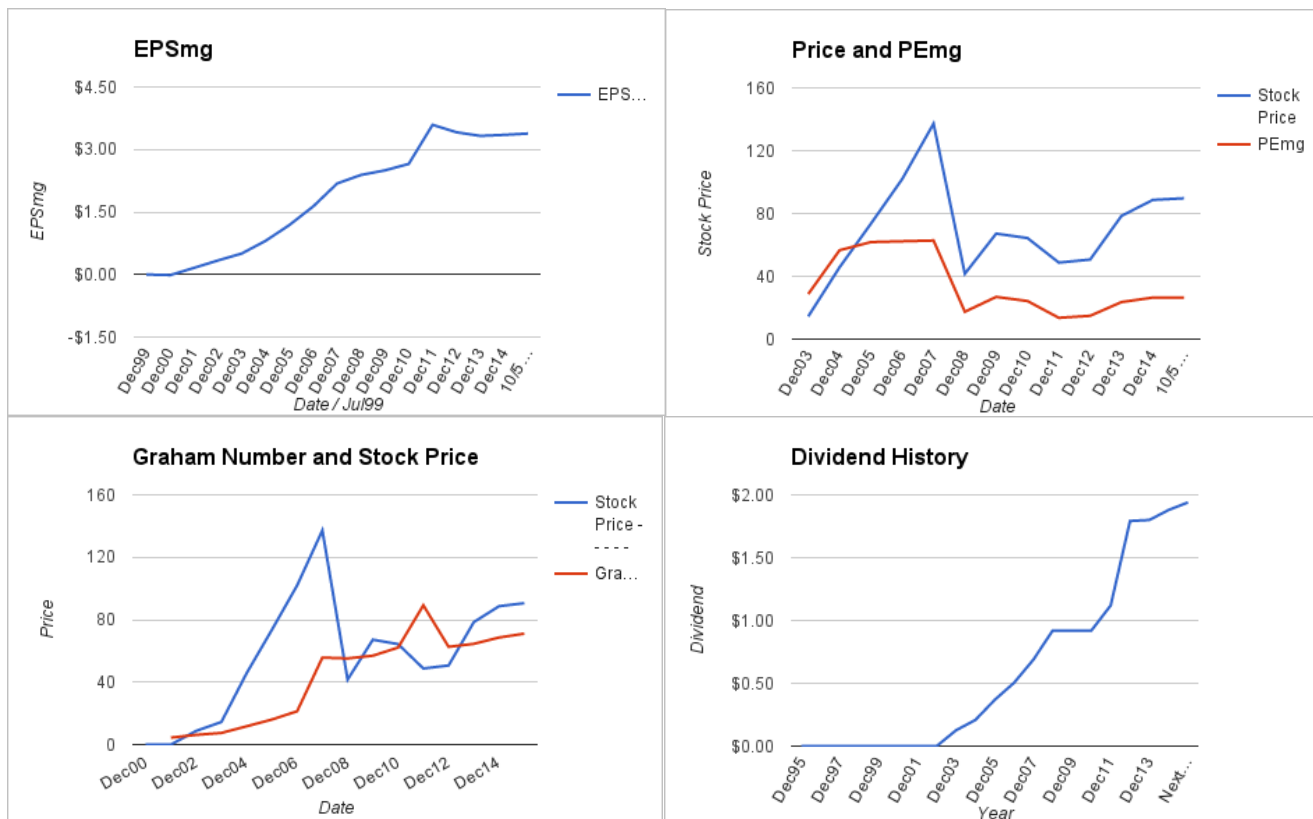 EPSmg
$4.50
$3.00
$1.50
$0.00
-$1.50
EPSmg
EPS...
Dec99
Dec00
Dec01
Dec02
Dec03
Dec04
Dec05
Dec06
Dec07
Dec08
Dec09
Dec10
Dec11
Dec12
Dec13
Dec14
10/5...
Date / Jul99
Price and PEmg
160
120
80
40
0
Stock Price
Stock
Price
PEmg
Dec03
Dec04
Dec05
Dec06
Dec07
Dec08
Dec09
Dec10
Dec11
Dec12
Dec13
Dec14
10/5...
Date
Graham Number and Stock Price
160
120
80
40
0
Price
Stock
Price -
- - - -
Gra...
Dec00
Dec02
Dec04
Dec06
Dec08
Dec10
Dec12
Dec14
Date
Dividend History
$2.00
$1.50
$1.00
$0.50
$0.00
Dividend
Dec95
Dec97
Dec99
Dec01
Dec03
Dec05
Dec07
Dec09
Dec11
Dec13
Next...
Year